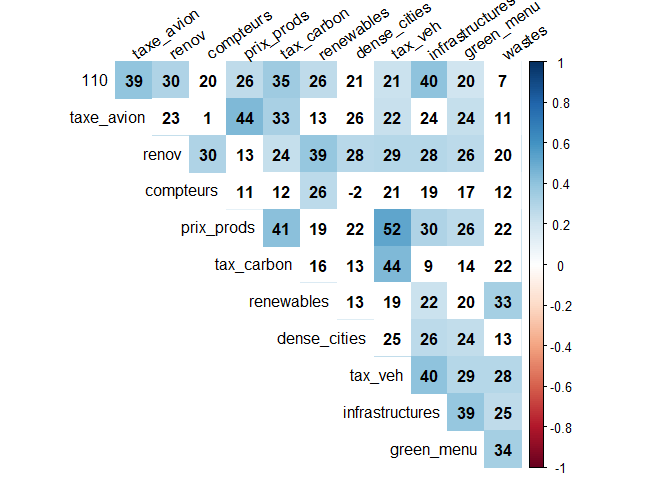 taxe_avion renov compteurs prix_prods tax_carbon renewables dense_cities tax_veh infrastructures green_menu wastes
110 39 30 20 26 35 26 21 21 40 20 7
taxe_avion 23 1 44 33 13 26 22 24 24 11
renov 30 13 24 39 28 29 28 26 20
compteurs 11 12 26 -2 21 19 17 12
prix_prods 41 19 22 52 30 26 22
tax_carbon 16 13 44 9 14 22
renewables 13 19 22 20 33
dense_cities 25 26 24 13
tax_veh 40 29 28
infrastructures 39 25
green_menu 34
1
0.8
0.6
0.4
0.2
0
-0.2
-0.4
-0.6
-0.8
-1